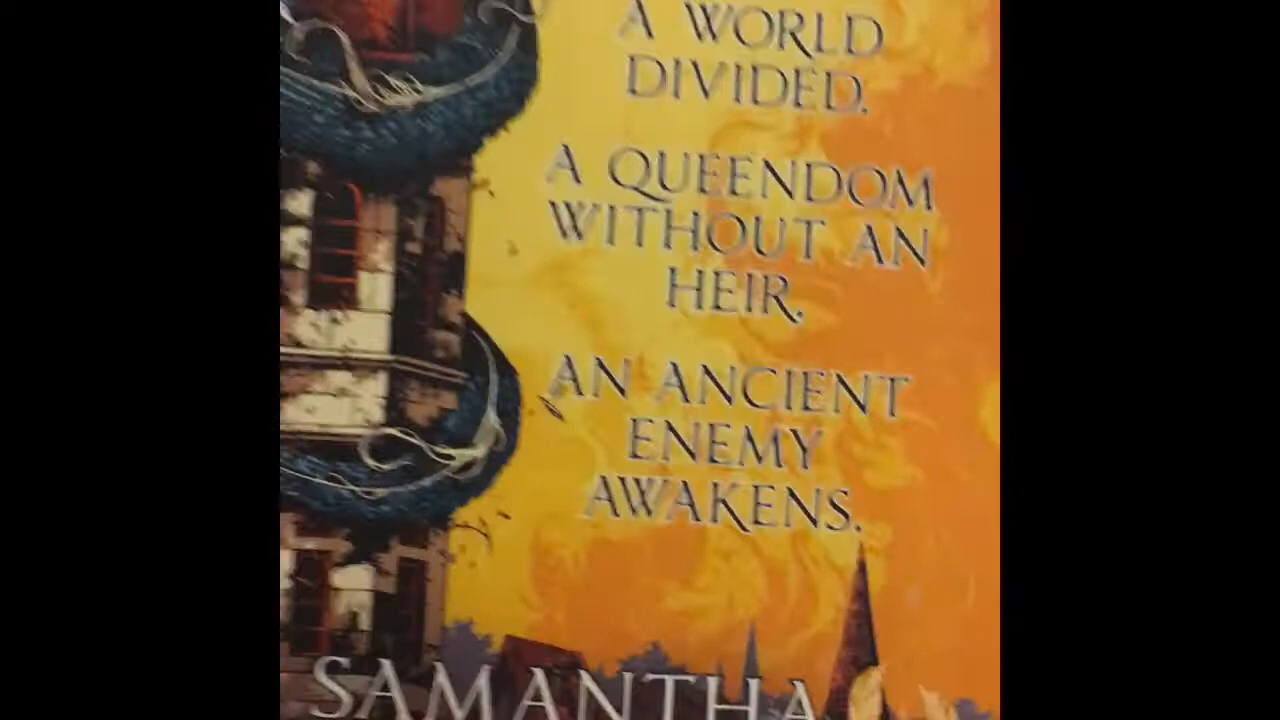 A WORLD
DIVIDED.
A QUEENDOM
WITHOUT AN
HEIR.
AN ANCIENT
ENEMY
AWAKENS.
SAMANTHA